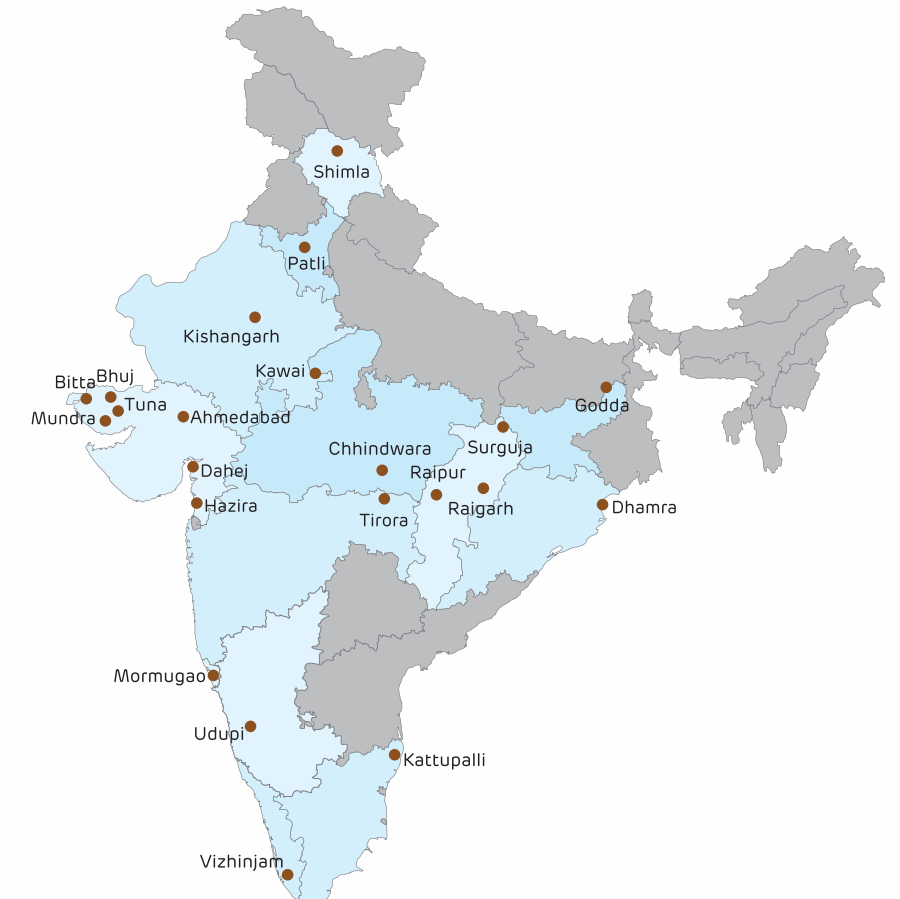 Shimla
Patli
Kishangarh
Kawai
Bitta
Bhuj
Tuna
Mundra
Ahmedabad
Godda
Surguja
Chhindwara
Dahej
Raipur
Hazira
Raigarh
Dhamra
Tirora
Mormugao
Udupi
Kattupalli
Vizhinjam